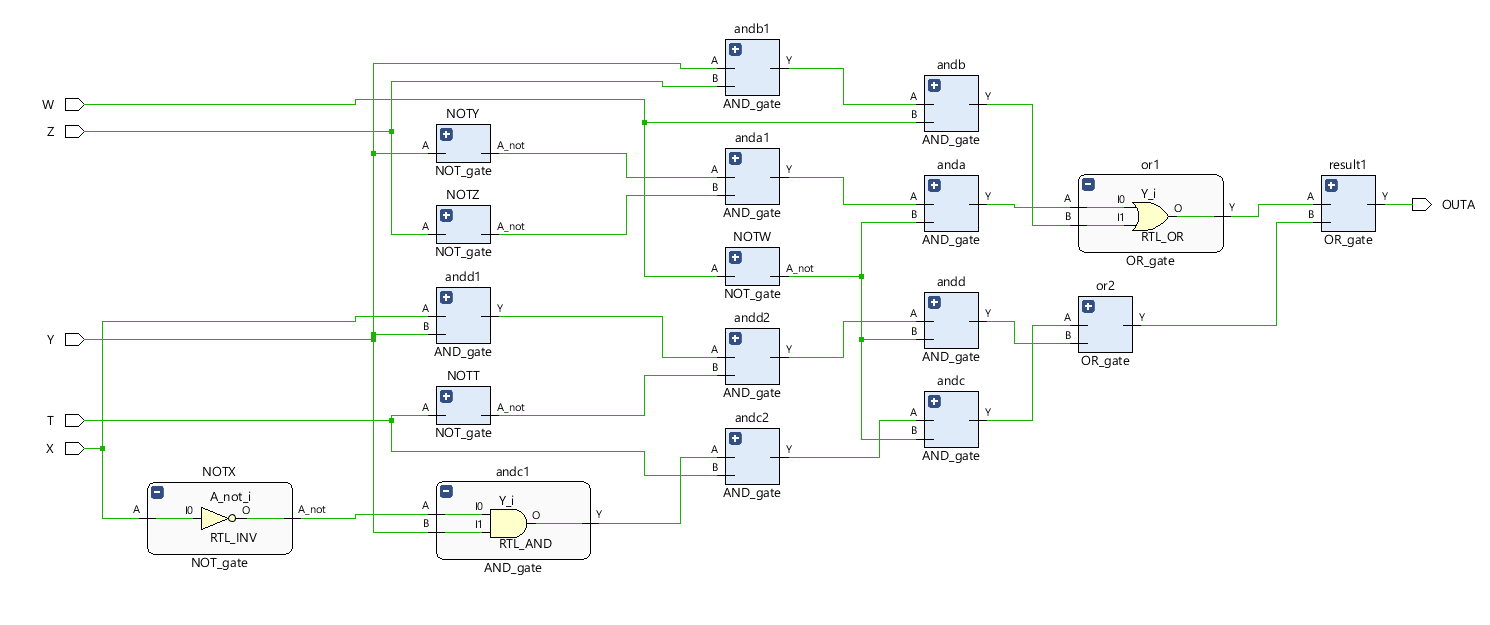 andb1
A
B
Y
AND_gate
andb
A
B
Y
AND_gate
W
Z
NOTY
A
A_not
NOT_gate
anda1
A
B
Y
AND_gate
NOTZ
A
A_not
NOT_gate
anda
A
B
Y
AND_gate
or1
A
B
I0
I1
Y_i
O
Y
RTL_OR
OR_gate
result1
A
B
Y
OR_gate
OUTA
NOTW
A
A_not
NOT_gate
andd1
A
B
Y
AND_gate
Y
andd2
A
B
Y
AND_gate
andd
A
B
Y
AND_gate
or2
A
B
Y
OR_gate
NOTT
A
A_not
NOT_gate
T
X
andc
A
B
Y
AND_gate
andc2
A
B
Y
AND_gate
NOTX
A
I0
A_not_i
O
A_not
RTL_INV
NOT_gate
andc1
A
B
I0
I1
Y_i
O
Y
RTL_AND
AND_gate